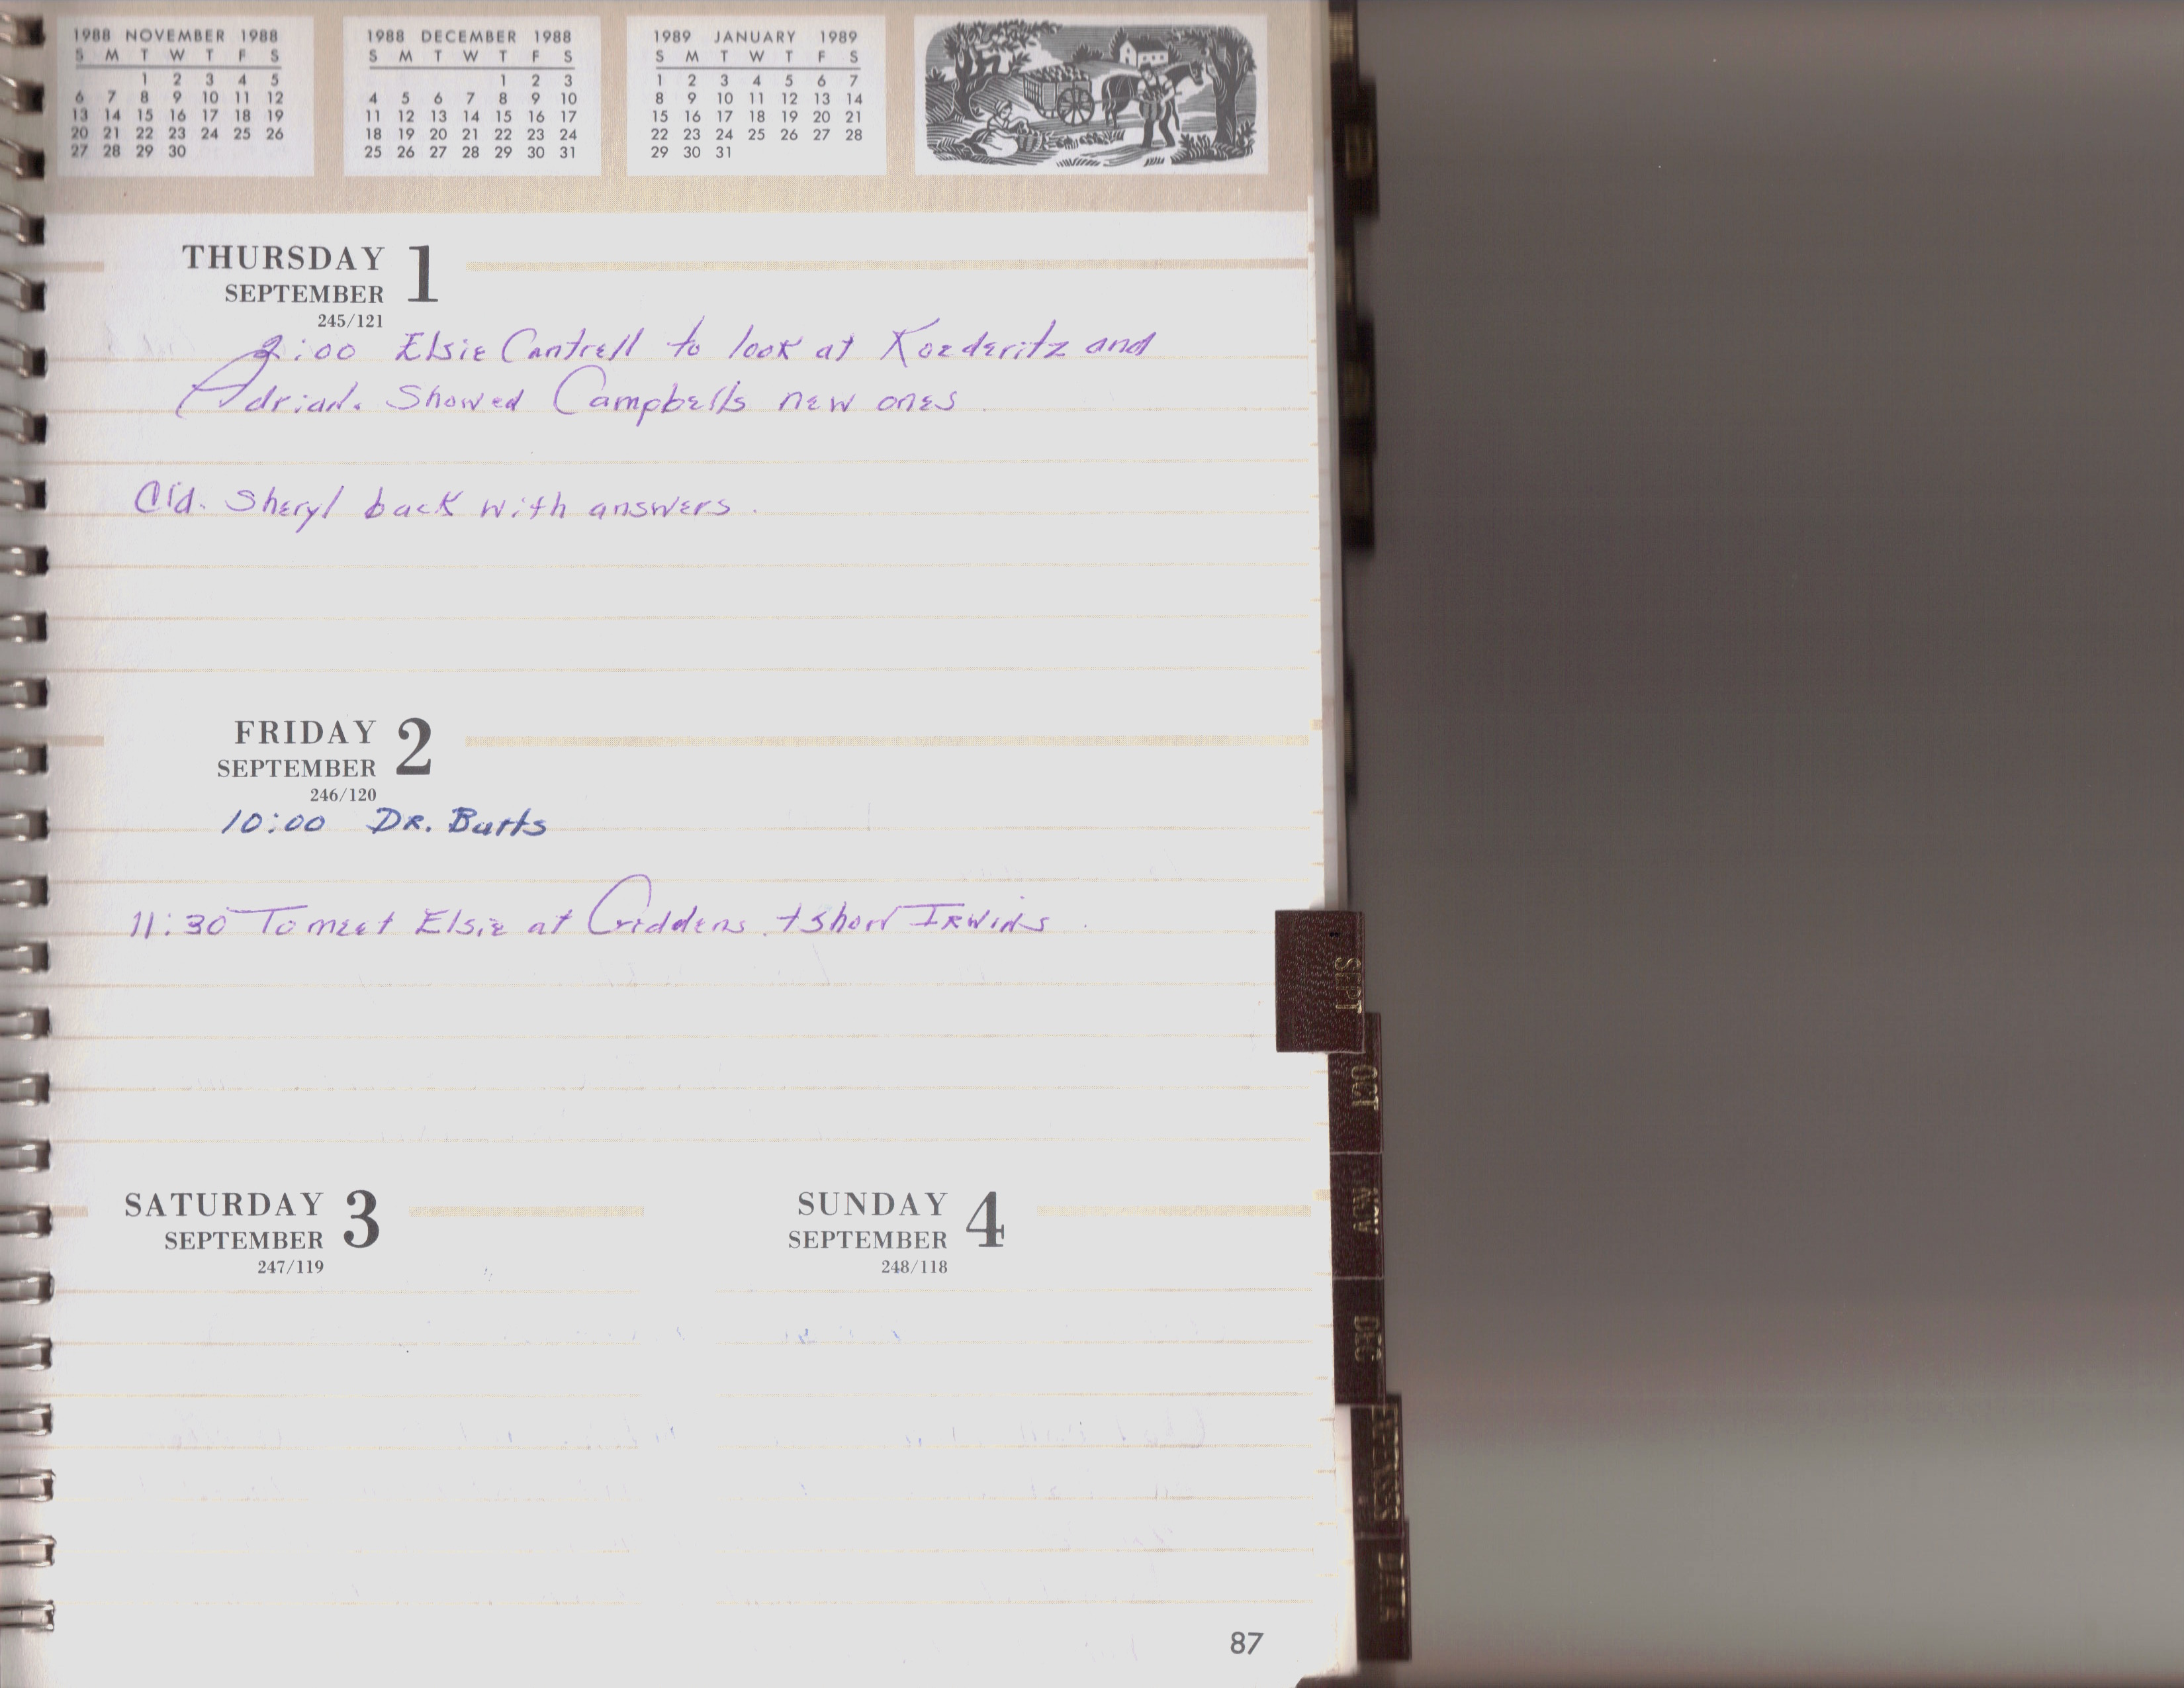 1988 NOVEMBER 1988
S M T W T F S
1 2 3 4 5
6 7 8 9 10 11 12
13 14 15 16 17 18 19
20 21 22 23 24 25 26
27 28 29 30
1988 DECEMBER 1988
S M T W T F S
1 2 3
4 5 6 7 8 9 10
11 12 13 14 15 16 17
18 19 20 21 22 23 24
25 26 27 28 29 30 31
1989 JANUARY 1989
S M T W T F S
1 2 3 4 5 6 7
8 9 10 11 12 13 14
15 16 17 18 19 20 21
22 23 24 25 26 27 28
29 30 31
THURSDAY 1
SEPTEMBER
245/121
2:00 Elsie Cantrell to look at Koederitz and
Adrian. Showed Campbells new ones
Cld. Sheryl back with answers.
FRIDAY 2
SEPTEMBER
246/120
10:00 DR. Butts
11:30 To meet Elsie at Giddens + show Irwins
SATURDAY 3
SEPTEMBER
247/119
SUNDAY 4
SEPTEMBER
248/118
SEPT
OCT
NOV
DEC
EXPENSES
DATA
87